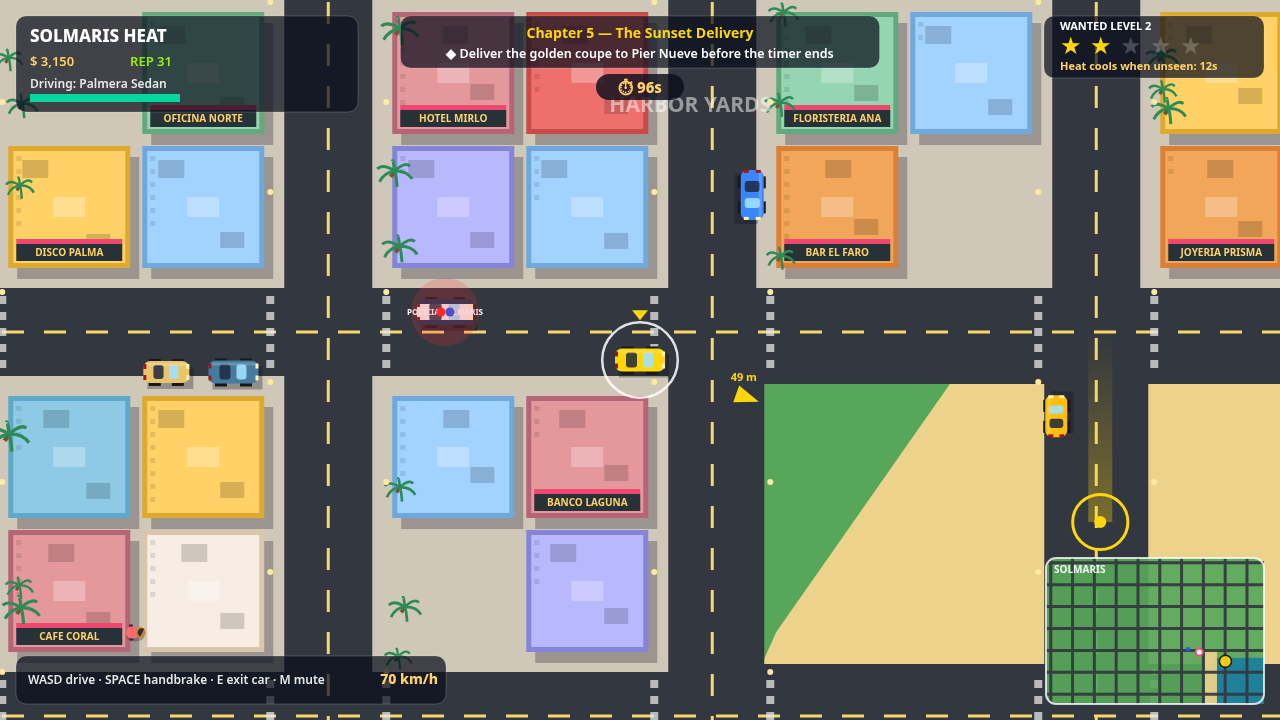 SOLMARIS HEAT
$ 3,150
REP 31
Driving: Palmera Sedan
Chapter 5 — The Sunset Delivery
◆ Deliver the golden coupe to Pier Nueve before the timer ends
⏱ 96s
HARBOR YARDS
WANTED LEVEL 2
★ ★ ★ ★ ★
Heat cools when unseen: 12s
OFICINA NORTE
HOTEL MIRLO
FLORISTERIA ANA
DISCO PALMA
BAR EL FARO
JOYERIA PRISMA
49 m
BANCO LAGUNA
CAFE CORAL
SOLMARIS
WASD drive · SPACE handbrake · E exit car · M mute
70 km/h